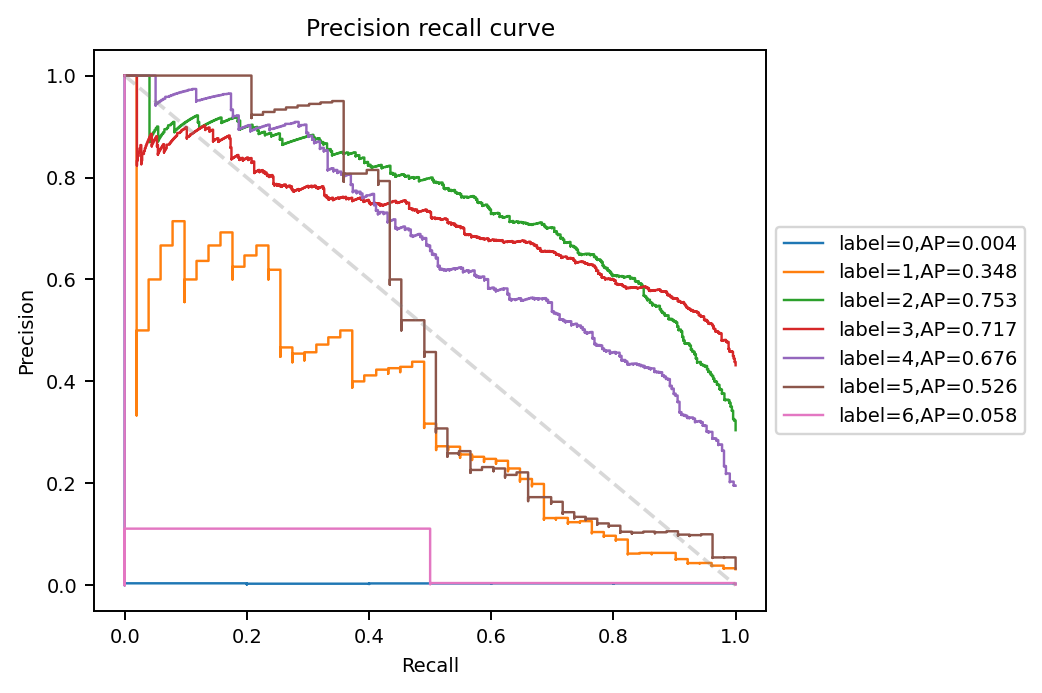 Precision recall curve
Precision
1.0
0.8
0.6
0.4
0.2
0.0
0.0 0.2 0.4 0.6 0.8 1.0
Recall
label=0,AP=0.004
label=1,AP=0.348
label=2,AP=0.753
label=3,AP=0.717
label=4,AP=0.676
label=5,AP=0.526
label=6,AP=0.058